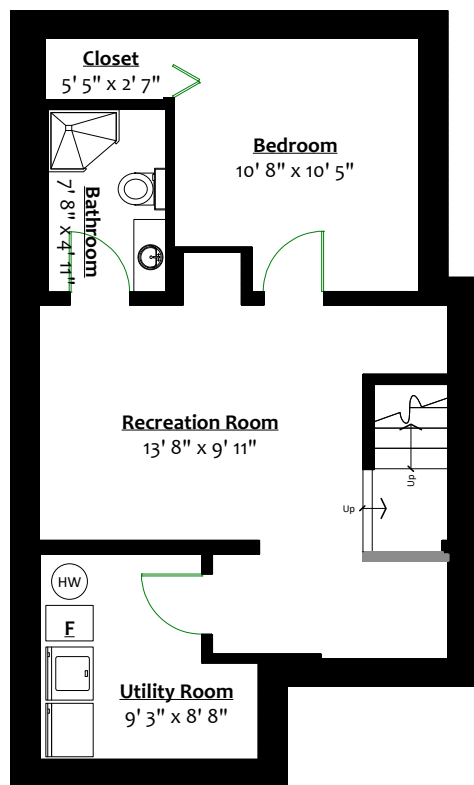 Closet
5' 5" x 2' 7"
Bedroom
10' 8" x 10' 5"
Bathroom
7' 8" x 4' 11"
Recreation Room
13' 8" x 9' 11"
Up
Up
HW
F
Utility Room
9' 3" x 8' 8"